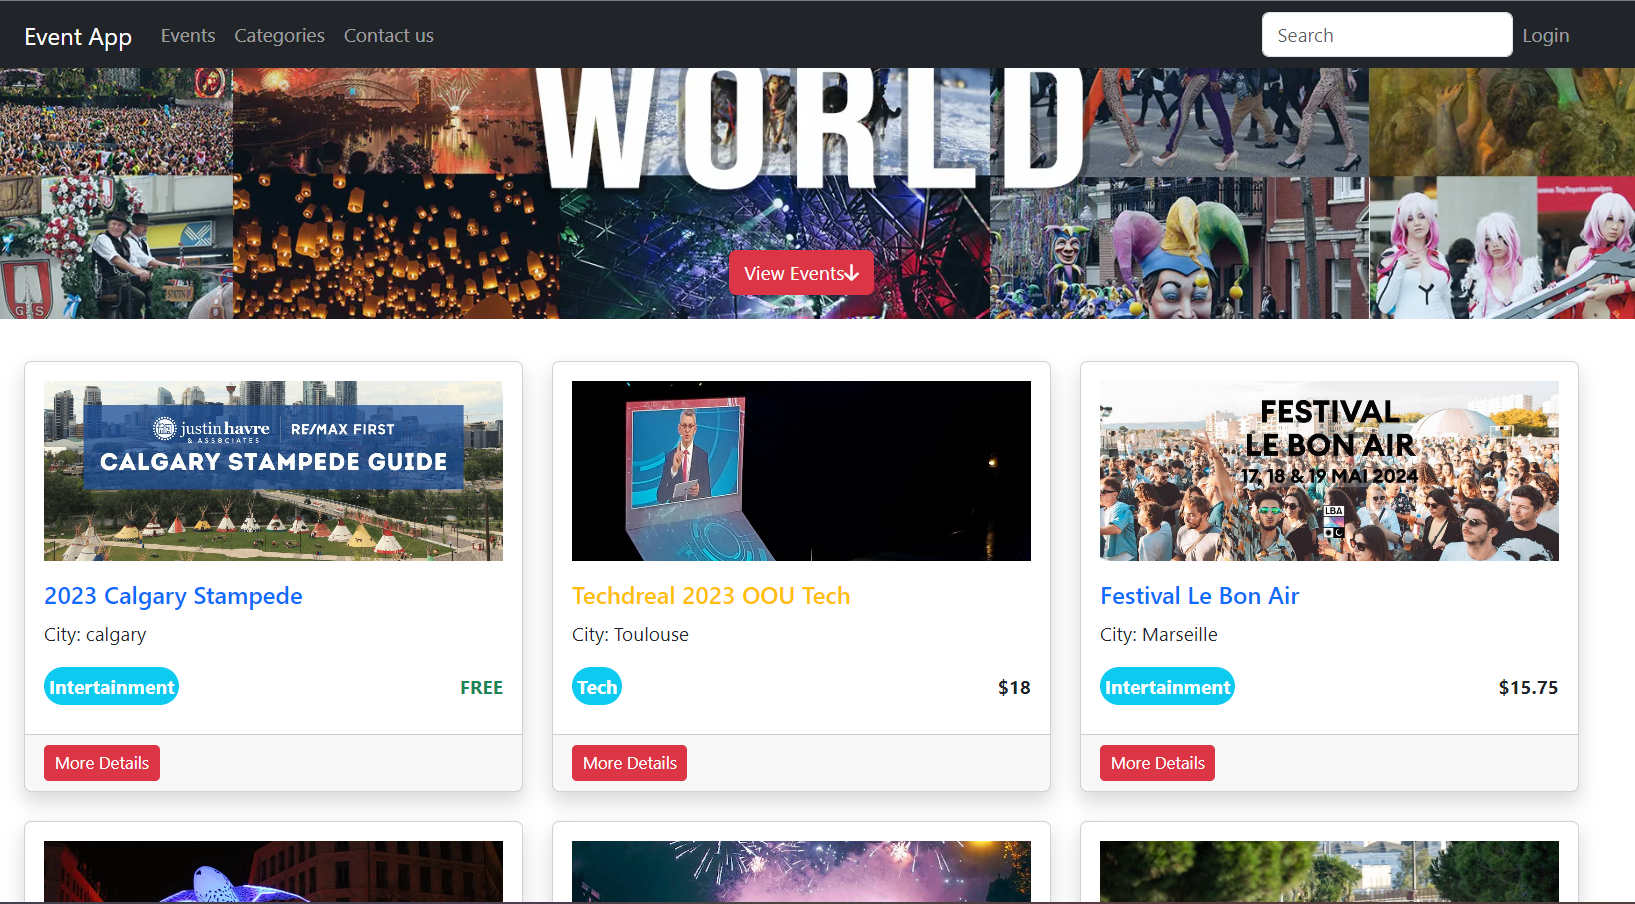 Event App Events Categories Contact us Search Login
WORLD
View Events
GAS
justin havre & ASSOCIATES RE/MAX FIRST
CALGARY STAMPEDE GUIDE
FESTIVAL
LE BON AIR
17, 18 & 19 MAI 2024
LBA
2023 Calgary Stampede
City: calgary
Intertainment FREE
More Details
Techdreal 2023 OOU Tech
City: Toulouse
Tech $18
More Details
Festival Le Bon Air
City: Marseille
Intertainment $15.75
More Details